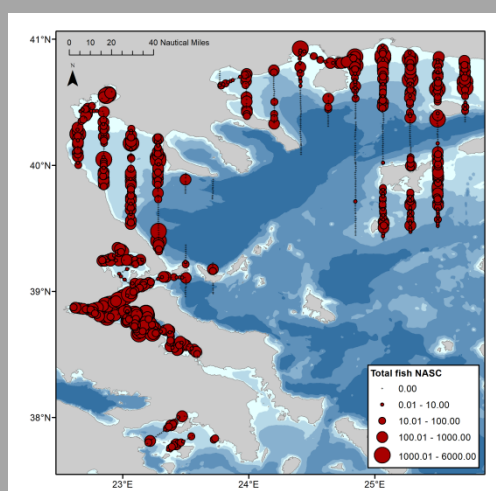 41°N
0 10 20 40 Nautical Miles
N
40°N
39°N
38°N
Total fish NASC
0.00
0.01 - 10.00
10.01 - 100.00
100.01 - 1000.00
1000.01 - 6000.00
23°E 24°E 25°E